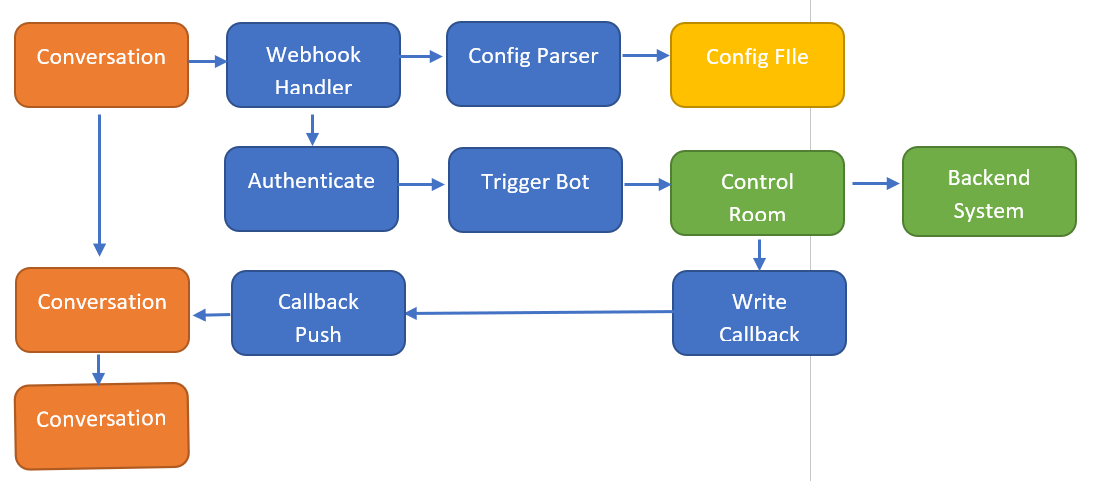 Conversation
Webhook
Handler
Config Parser
Config FIle
Authenticate
Trigger Bot
Control
Room
Backend
System
Conversation
Callback
Push
Write
Callback
Conversation